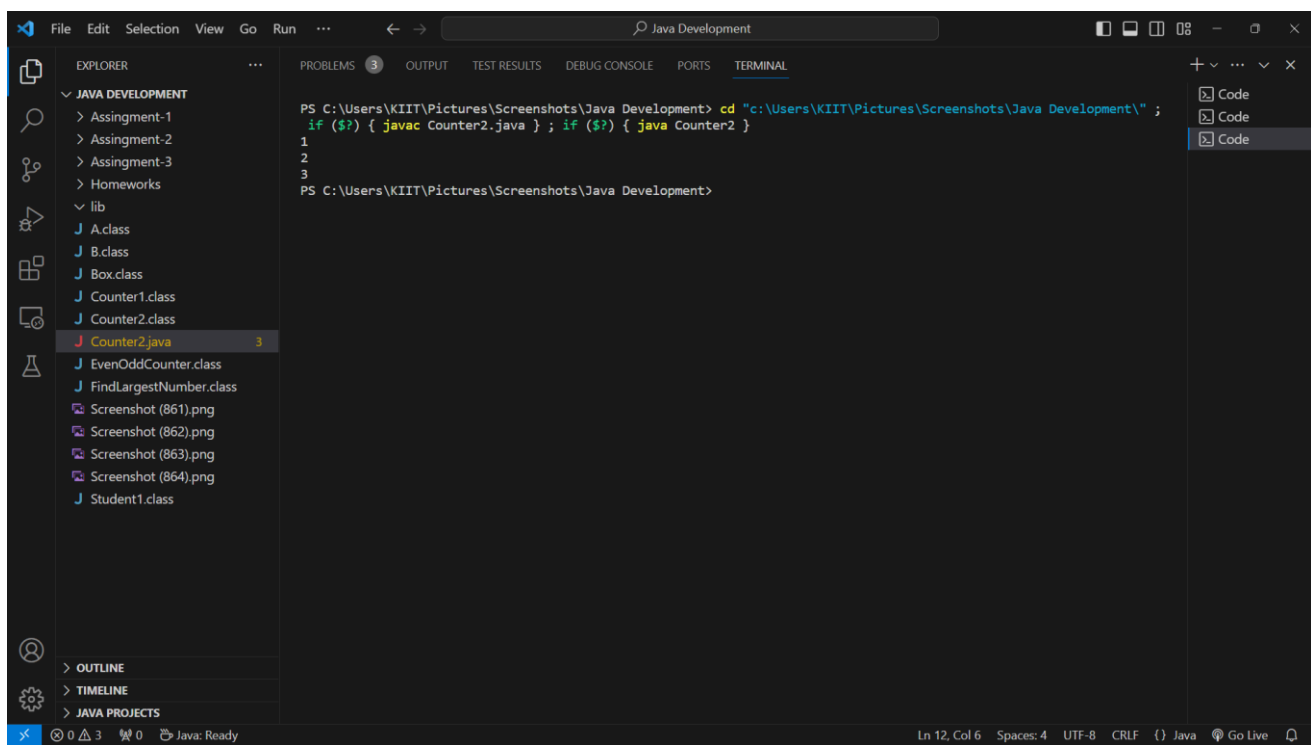 File Edit Selection View Go Run ··· Java Development
EXPLORER ···
JAVA DEVELOPMENT
Assingment-1
Assingment-2
Assingment-3
Homeworks
lib
A.class
B.class
Box.class
Counter1.class
Counter2.class
Counter2.java 3
EvenOddCounter.class
FindLargestNumber.class
Screenshot (861).png
Screenshot (862).png
Screenshot (863).png
Screenshot (864).png
Student1.class
OUTLINE
TIMELINE
JAVA PROJECTS
PROBLEMS 3 OUTPUT TEST RESULTS DEBUG CONSOLE PORTS TERMINAL
PS C:\Users\KIIT\Pictures\Screenshots\Java Development> cd "c:\Users\KIIT\Pictures\Screenshots\Java Development\" ;
if ($?) { javac Counter2.java } ; if ($?) { java Counter2 }
1
2
3
PS C:\Users\KIIT\Pictures\Screenshots\Java Development>
Code
Code
Code
0 3 0 Java: Ready Ln 12, Col 6 Spaces: 4 UTF-8 CRLF {} Java Go Live